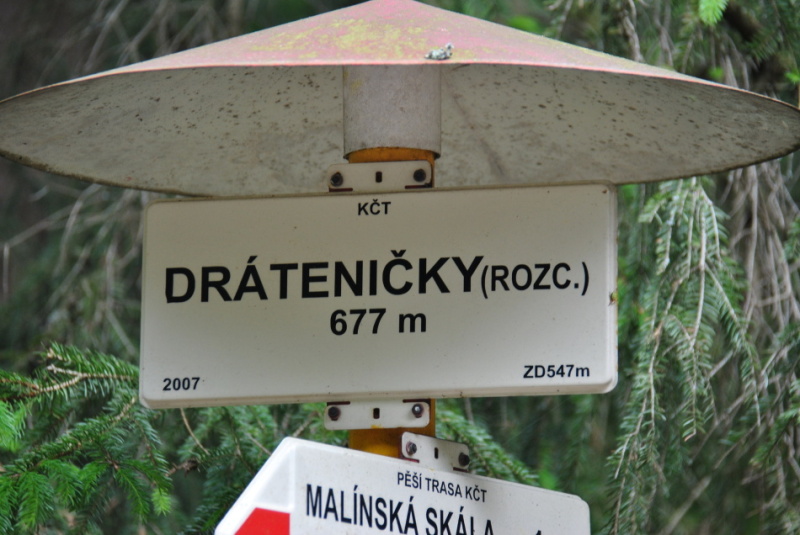 KČT
DRÁTENIČKY (ROZC.)
677 m
2007 ZD547m
PĚŠÍ TRASA KČT
MALÍNSKÁ SKÁLA